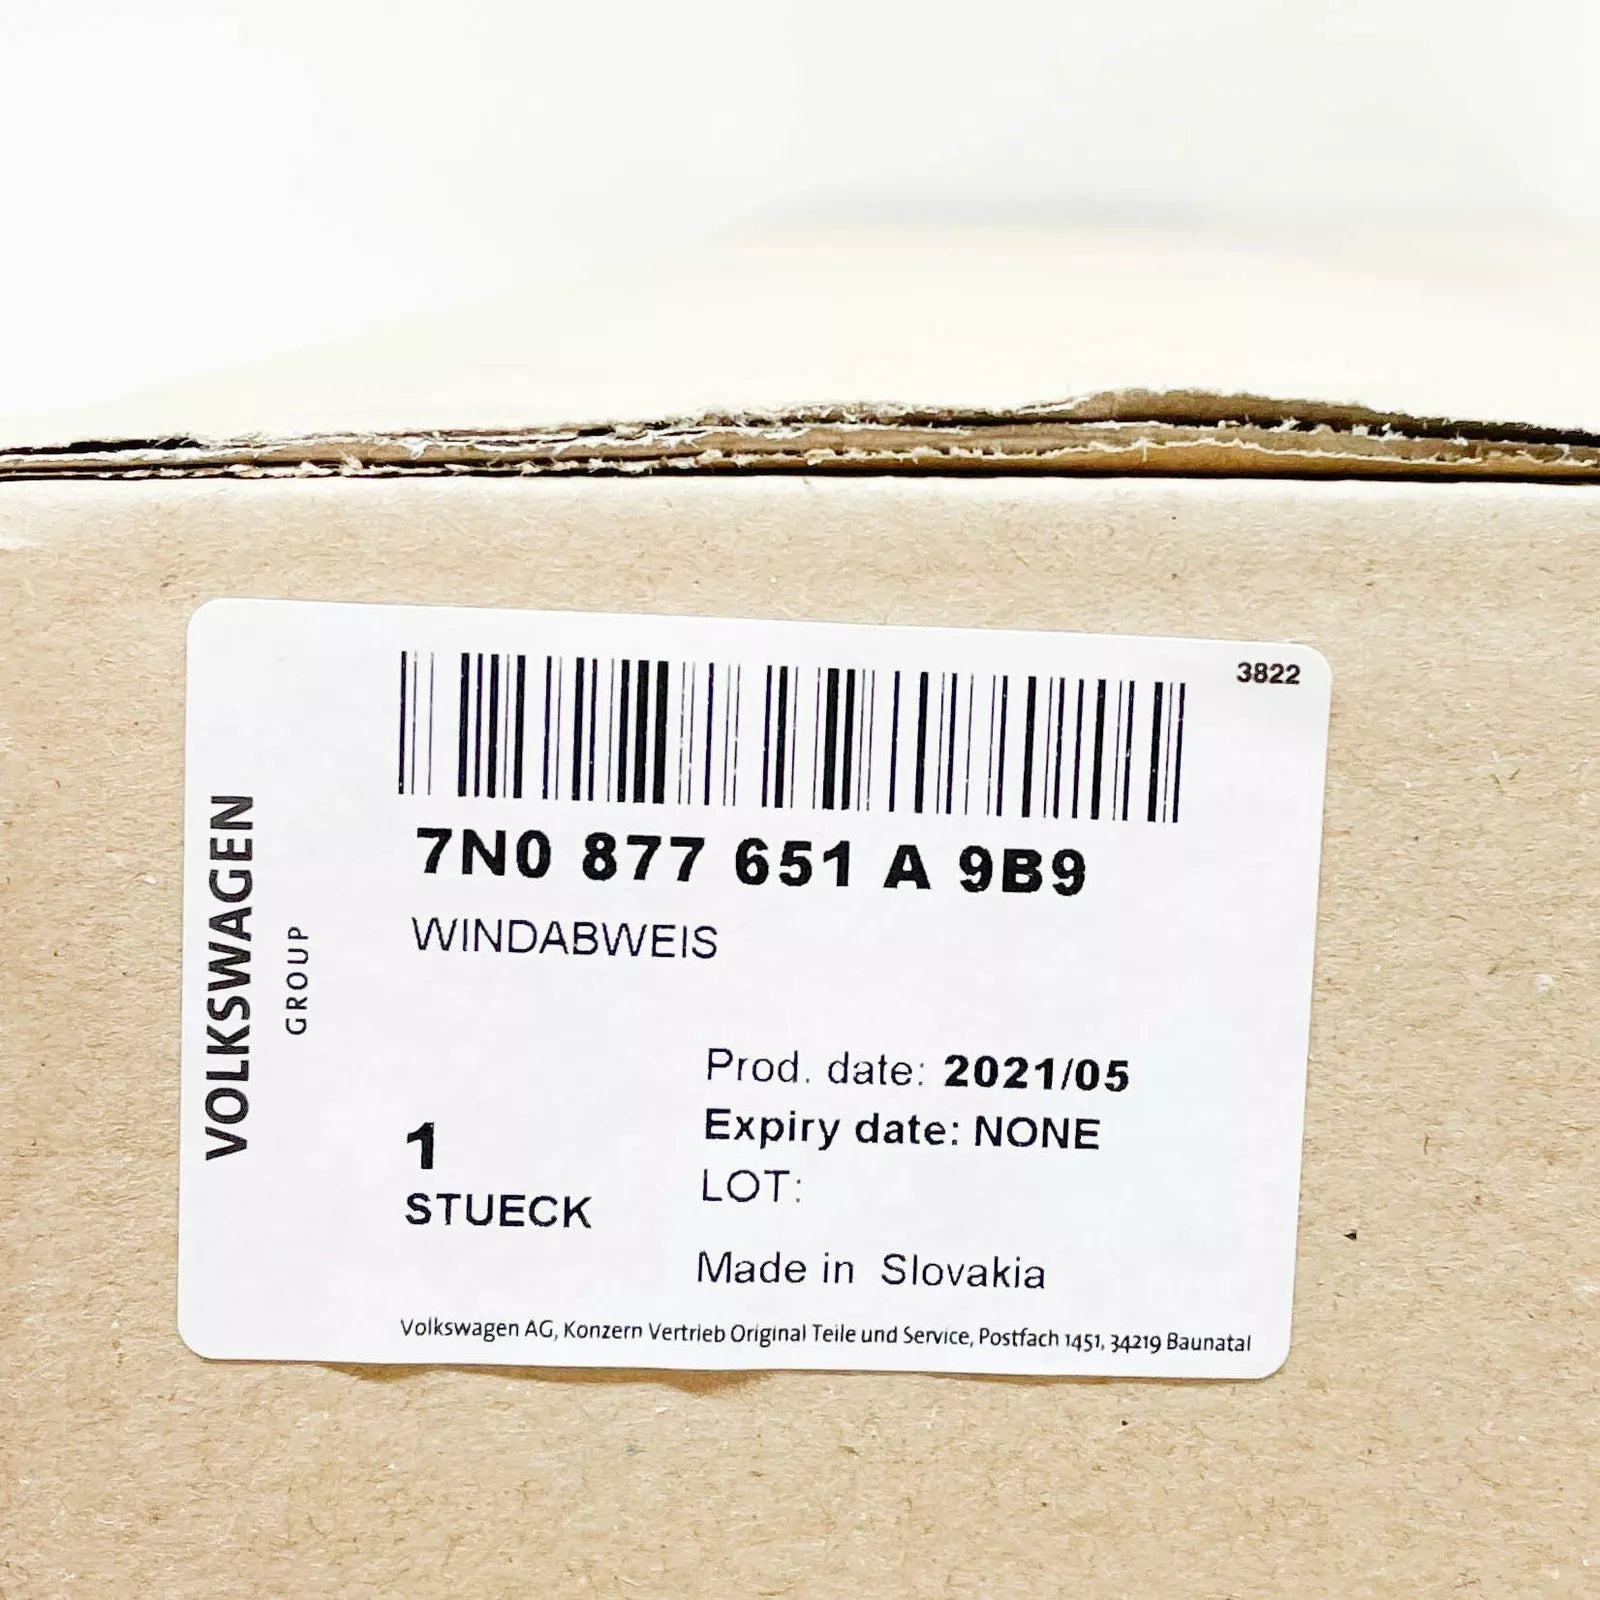 3822
7N0 877 651 A 9B9
WINDABWEIS
VOLKSWAGEN
GROUP
Prod. date: 2021/05
Expiry date: NONE
1
STUECK
LOT:
Made in Slovakia
Volkswagen AG, Konzern Vertrieb Original Teile und Service, Postfach 1451, 34219 Baunatal